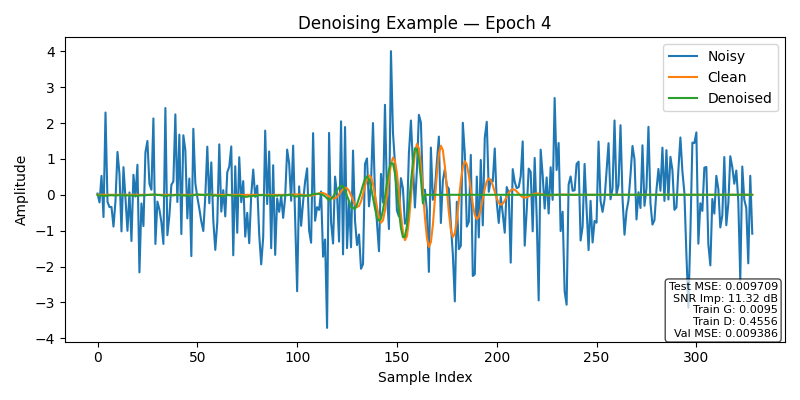 Denoising Example — Epoch 4
Amplitude
4
3
2
1
0
−1
−2
−3
−4
Noisy
Clean
Denoised
Test MSE: 0.009709
SNR Imp: 11.32 dB
Train G: 0.0095
Train D: 0.4556
Val MSE: 0.009386
0 50 100 150 200 250 300
Sample Index